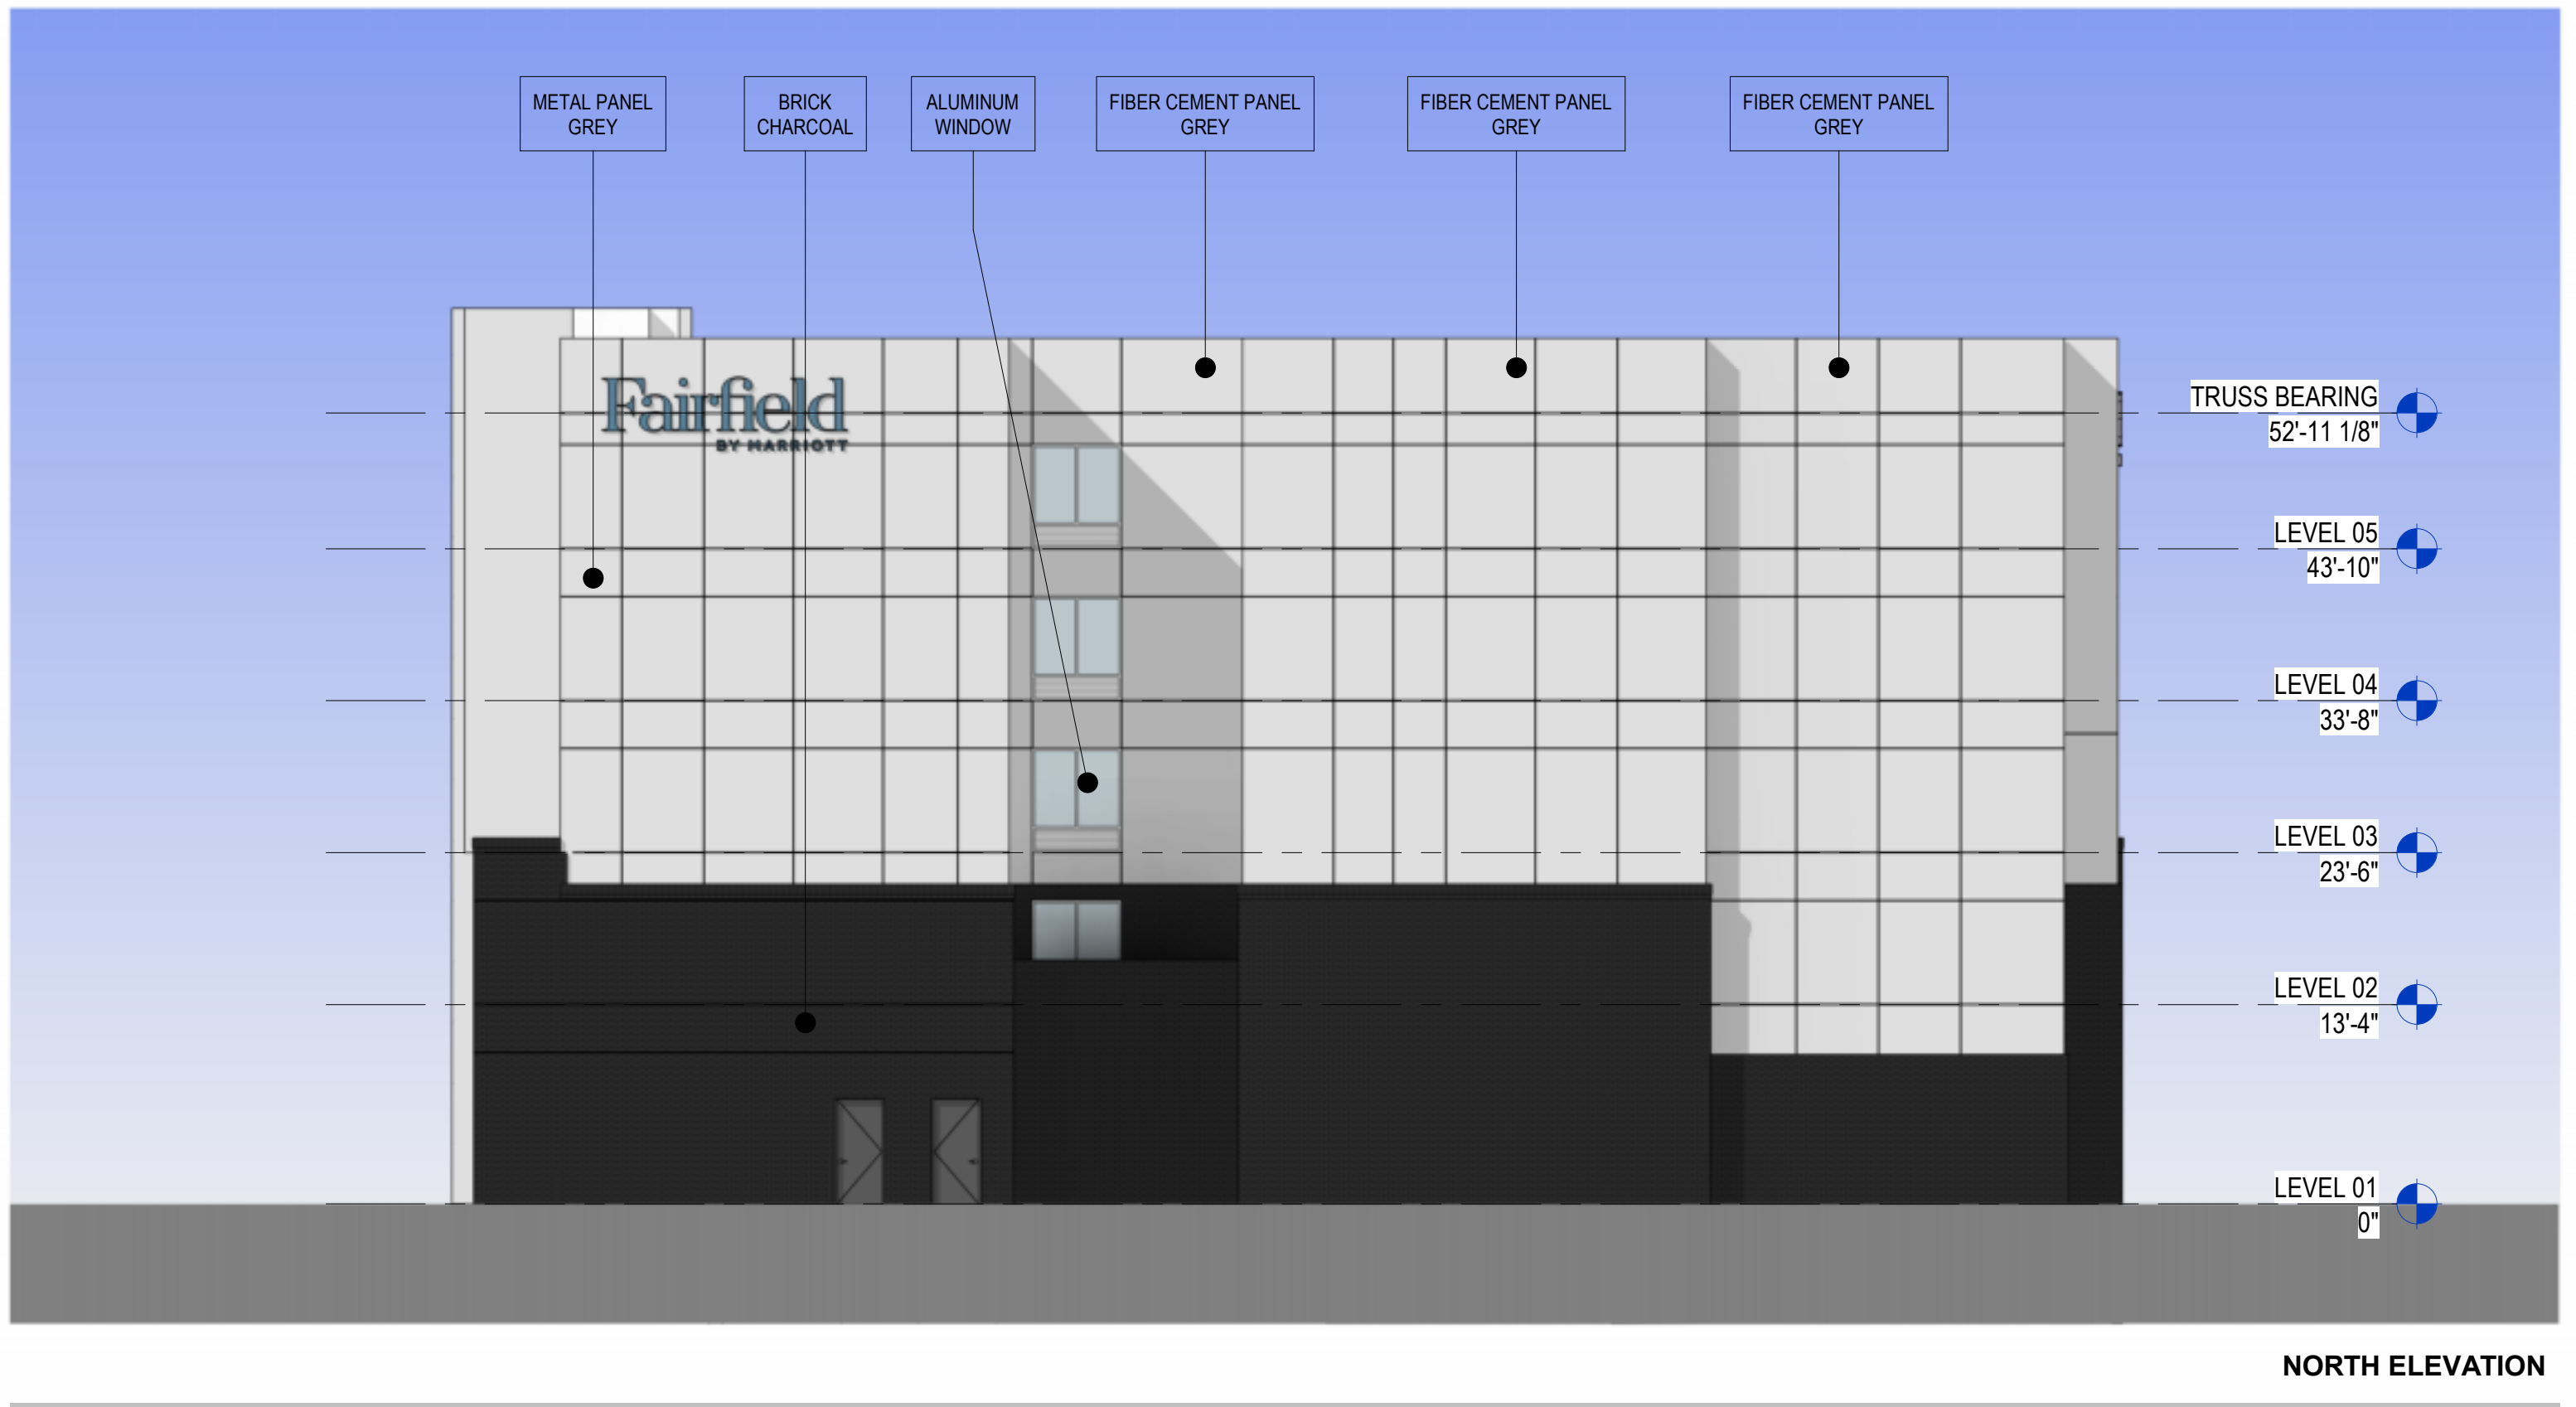 METAL PANEL
GREY
BRICK
CHARCOAL
ALUMINUM
WINDOW
FIBER CEMENT PANEL
GREY
FIBER CEMENT PANEL
GREY
FIBER CEMENT PANEL
GREY
Fairfield
BY MARRIOTT
TRUSS BEARING
52'-11 1/8"
LEVEL 05
43'-10"
LEVEL 04
33'-8"
LEVEL 03
23'-6"
LEVEL 02
13'-4"
LEVEL 01
0"
NORTH ELEVATION